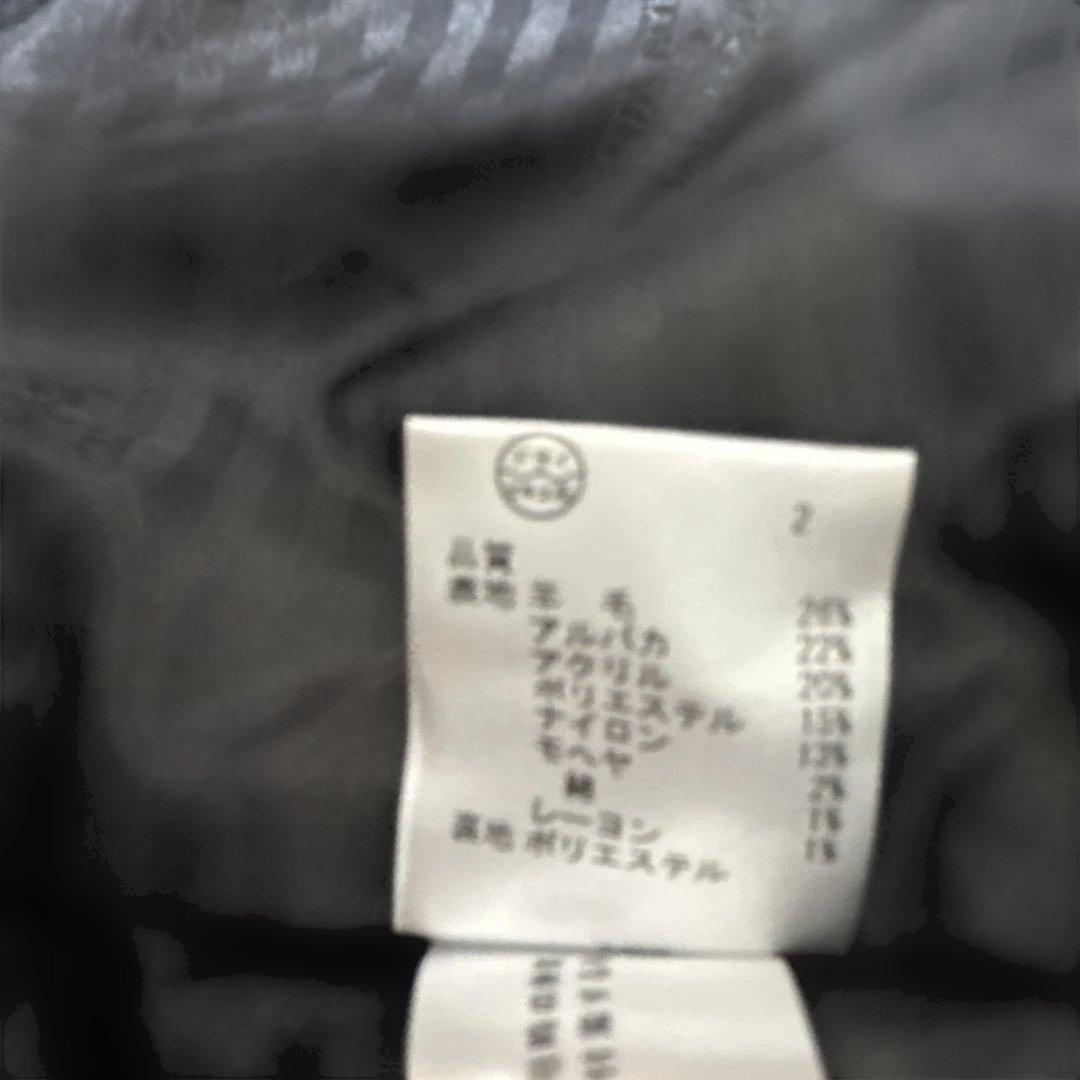 2
品質
表地 羊 毛 26%
アルパカ 22%
アクリル 20%
ポリエステル 15%
ナイロン 13%
モヘヤ 2%
綿 1%
レーヨン 1%
裏地 ポリエステル